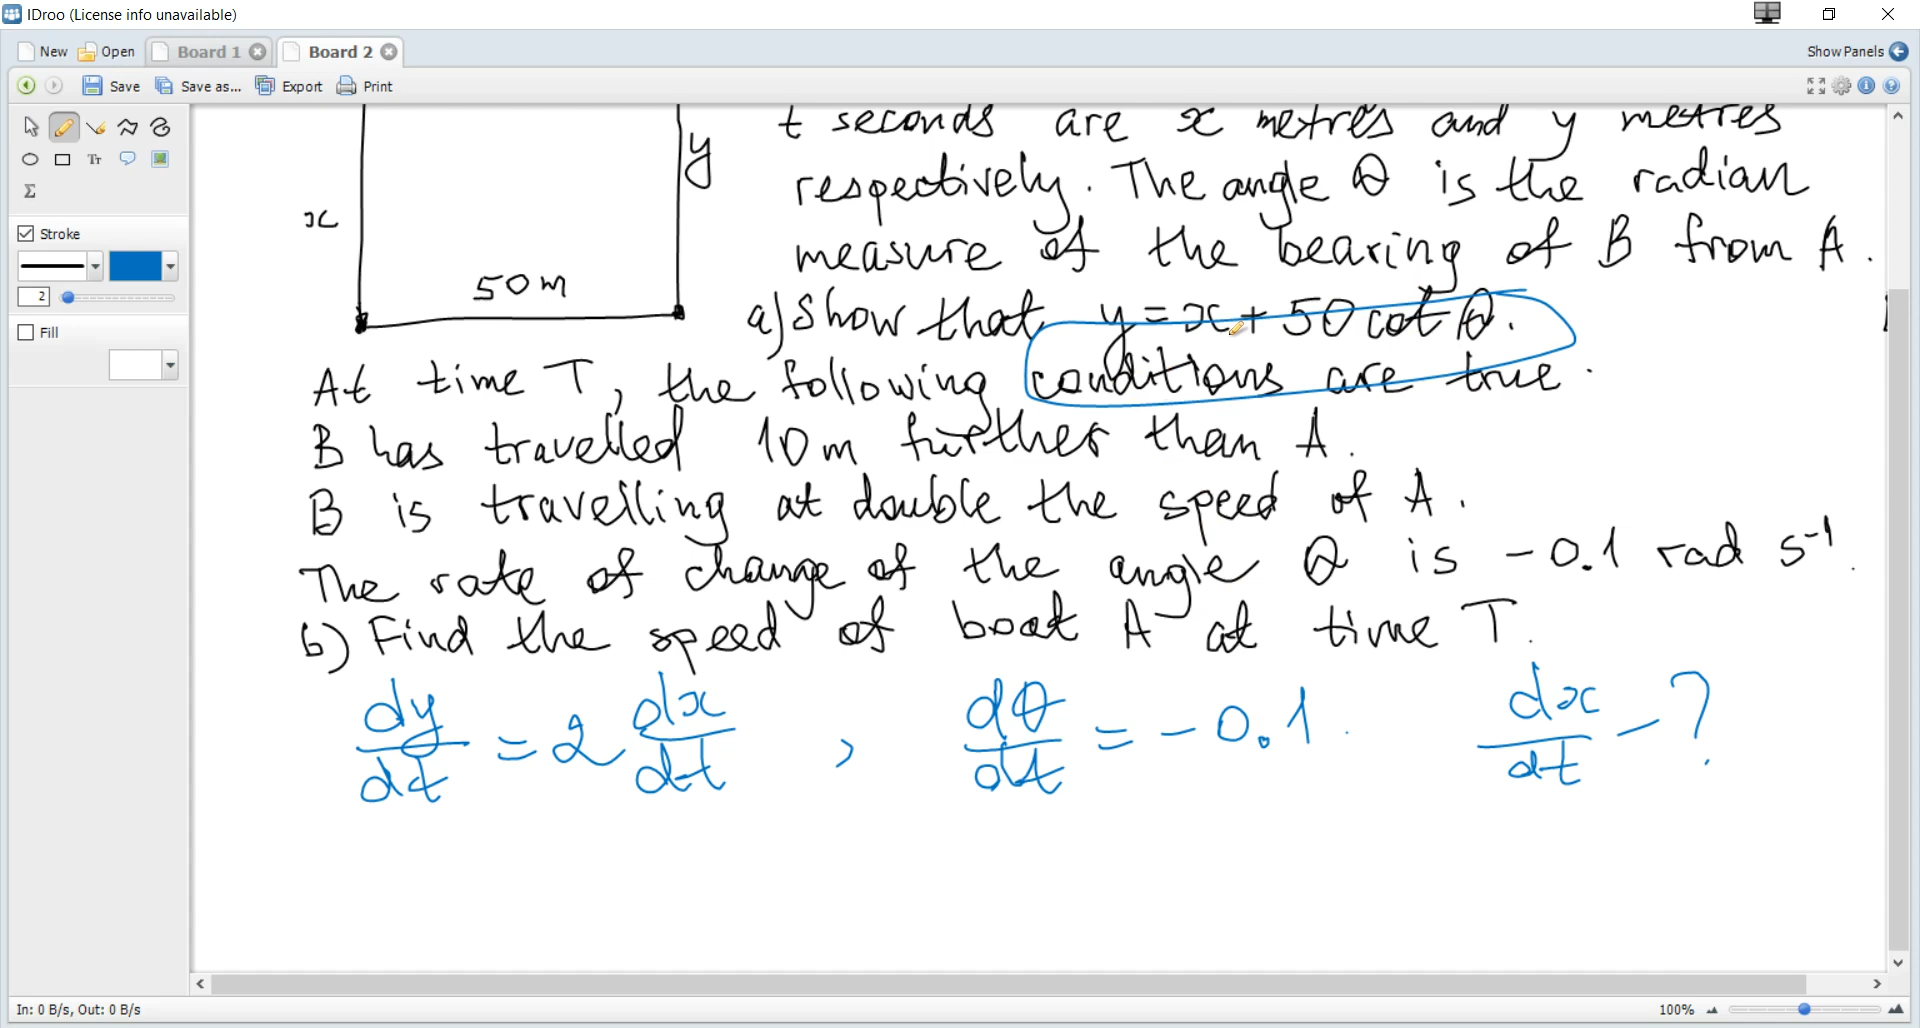 IDroo (License info unavailable)
New Open Board 1 Board 2 Show Panels
Save Save as... Export Print
Tr
Σ
Stroke
2
Fill
t seconds are x metres and y metres
respectively. The angle θ is the radian
measure of the bearing of B from A.
x
y
50 m
a) Show that y = x + 50 cot θ.
At time T, the following conditions are true.
B has travelled 10 m further than A.
B is travelling at double the speed of A.
The rate of change of the angle θ is -0.1 rad s⁻¹.
b) Find the speed of boat A at time T.
dy/dt = 2 dx/dt , dθ/dt = -0.1. dx/dt - ?
In: 0 B/s, Out: 0 B/s 100%